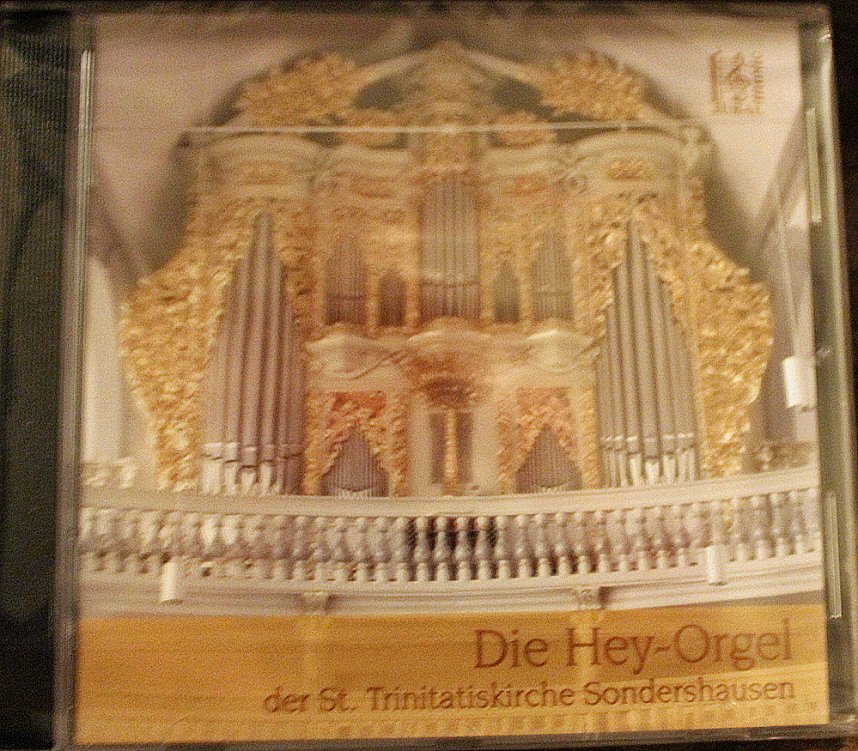 Die Hey-Orgel
der St. Trinitatiskirche Sondershausen